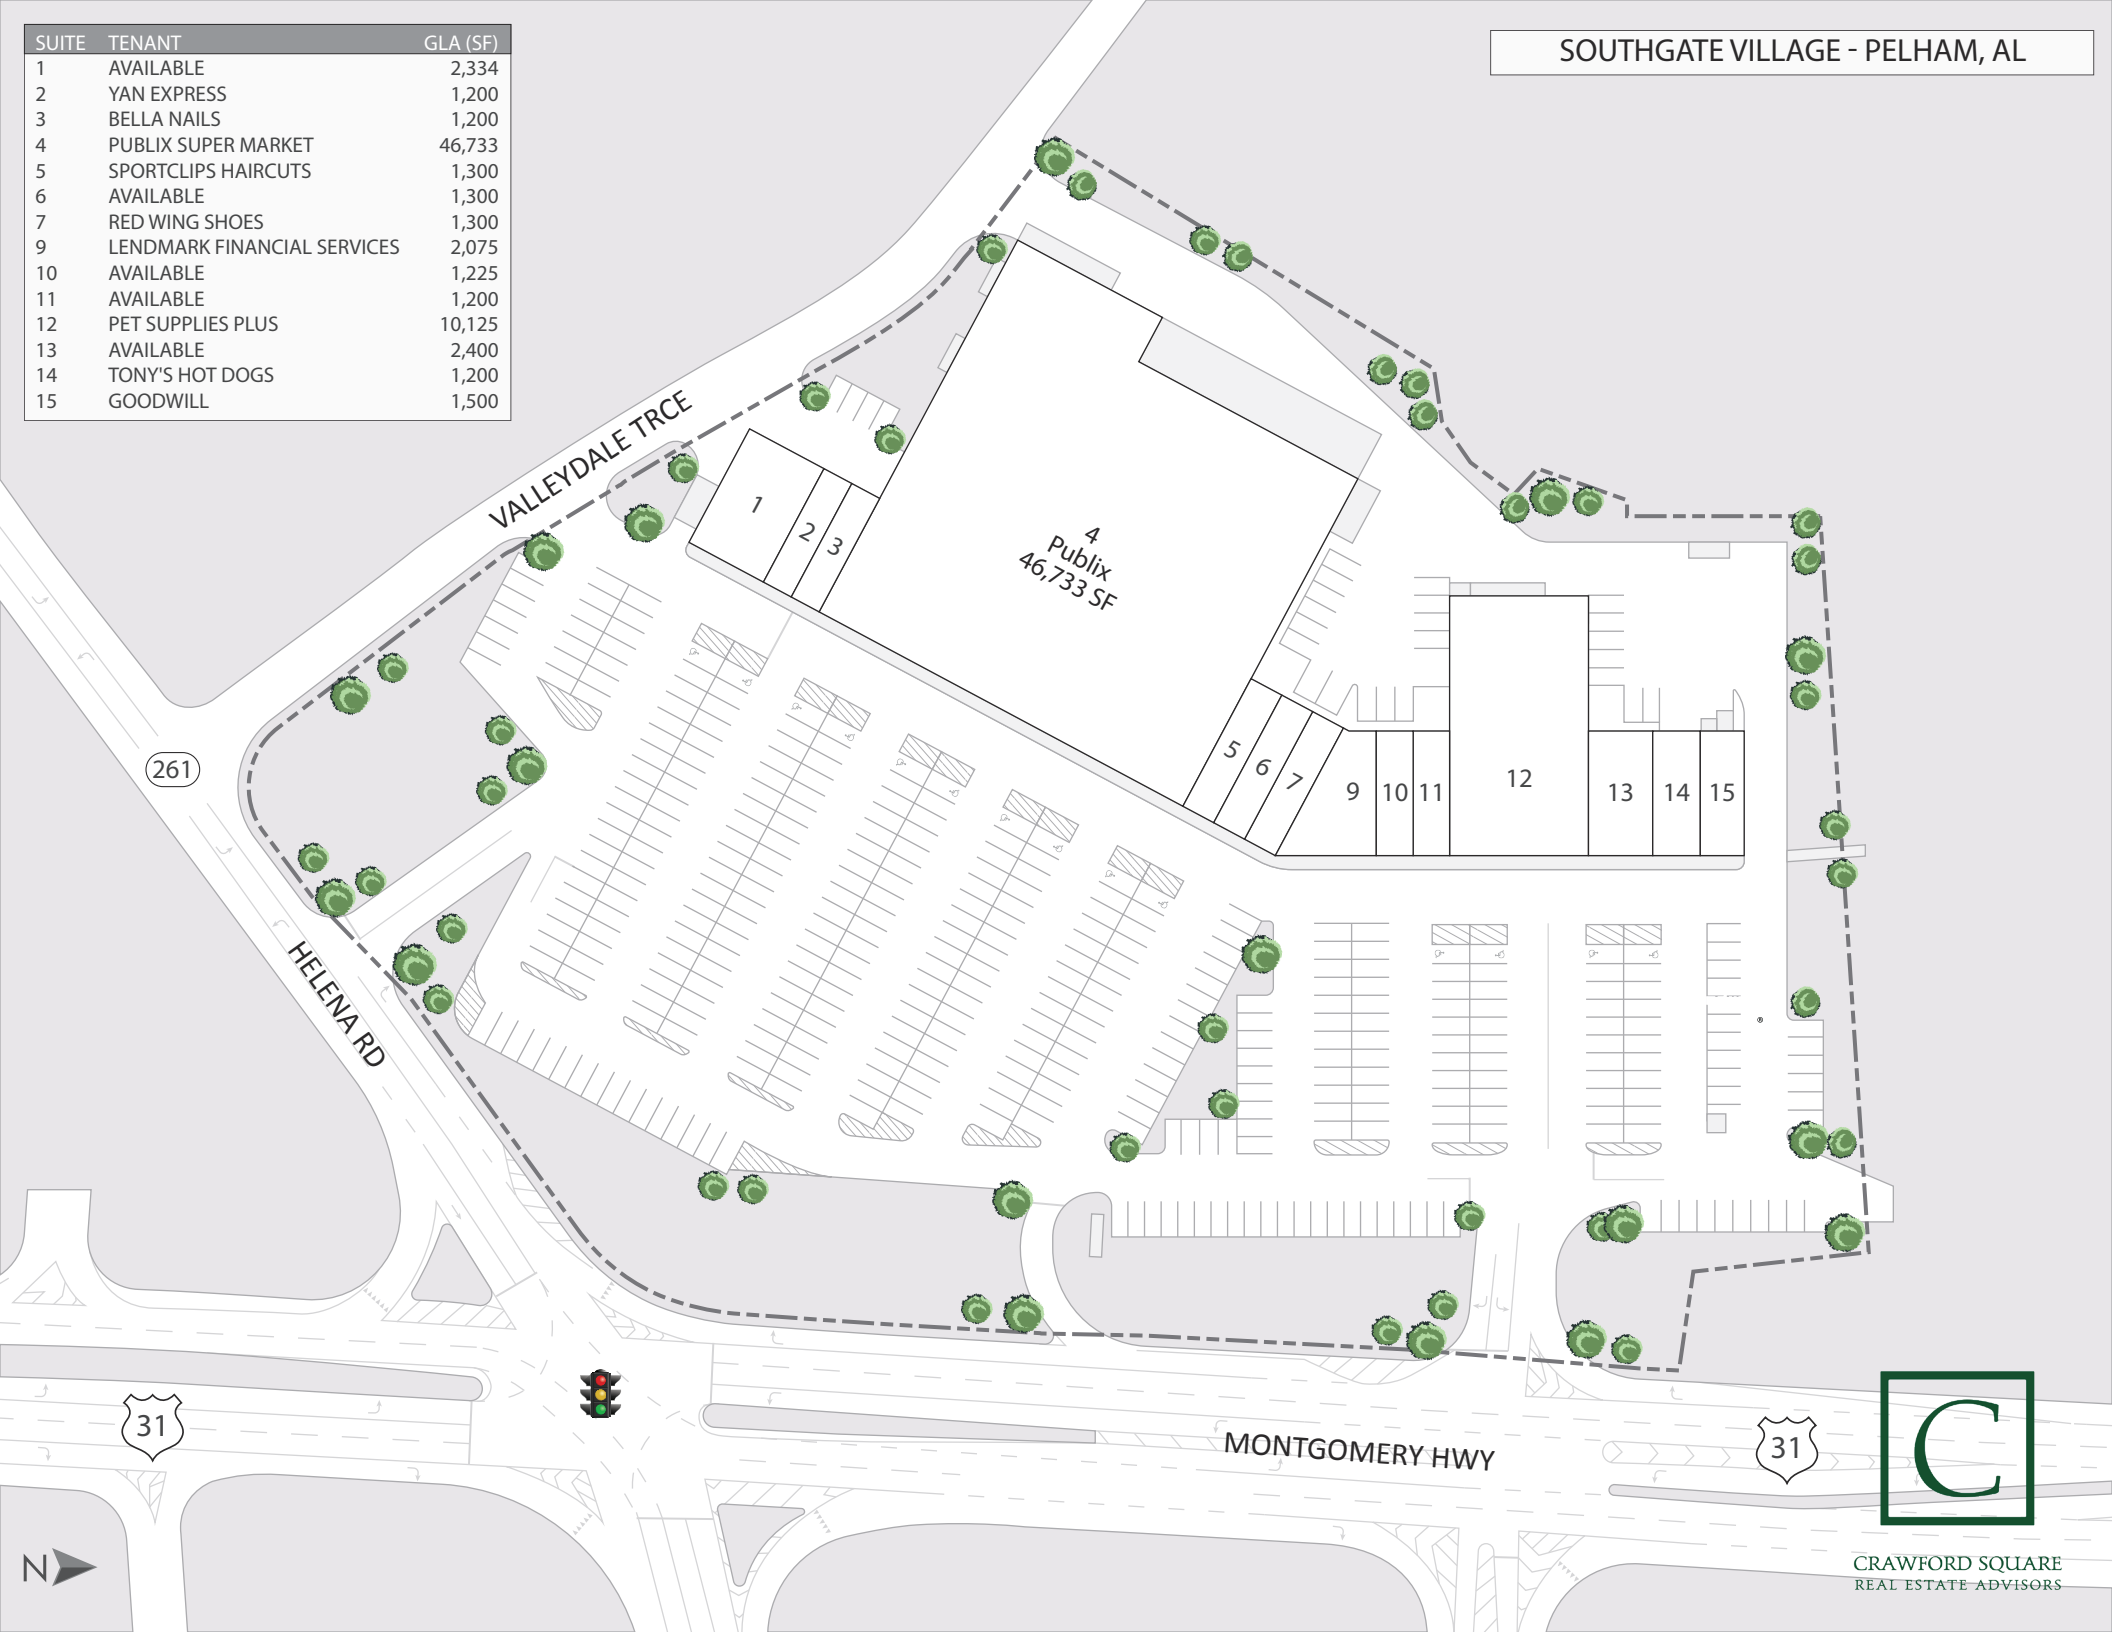 SUITE TENANT GLA (SF)
1 AVAILABLE 2,334
2 YAN EXPRESS 1,200
3 BELLA NAILS 1,200
4 PUBLIX SUPER MARKET 46,733
5 SPORTCLIPS HAIRCUTS 1,300
6 AVAILABLE 1,300
7 RED WING SHOES 1,300
9 LENDMARK FINANCIAL SERVICES 2,075
10 AVAILABLE 1,225
11 AVAILABLE 1,200
12 PET SUPPLIES PLUS 10,125
13 AVAILABLE 2,400
14 TONY'S HOT DOGS 1,200
15 GOODWILL 1,500
SOUTHGATE VILLAGE - PELHAM, AL
VALLEYDALE TRCE
1
2
3
4
Publix
46,733 SF
5
6
7
9
10
11
12
13
14
15
261
HELENA RD
31
MONTGOMERY HWY
31
C
CRAWFORD SQUARE
REAL ESTATE ADVISORS
N